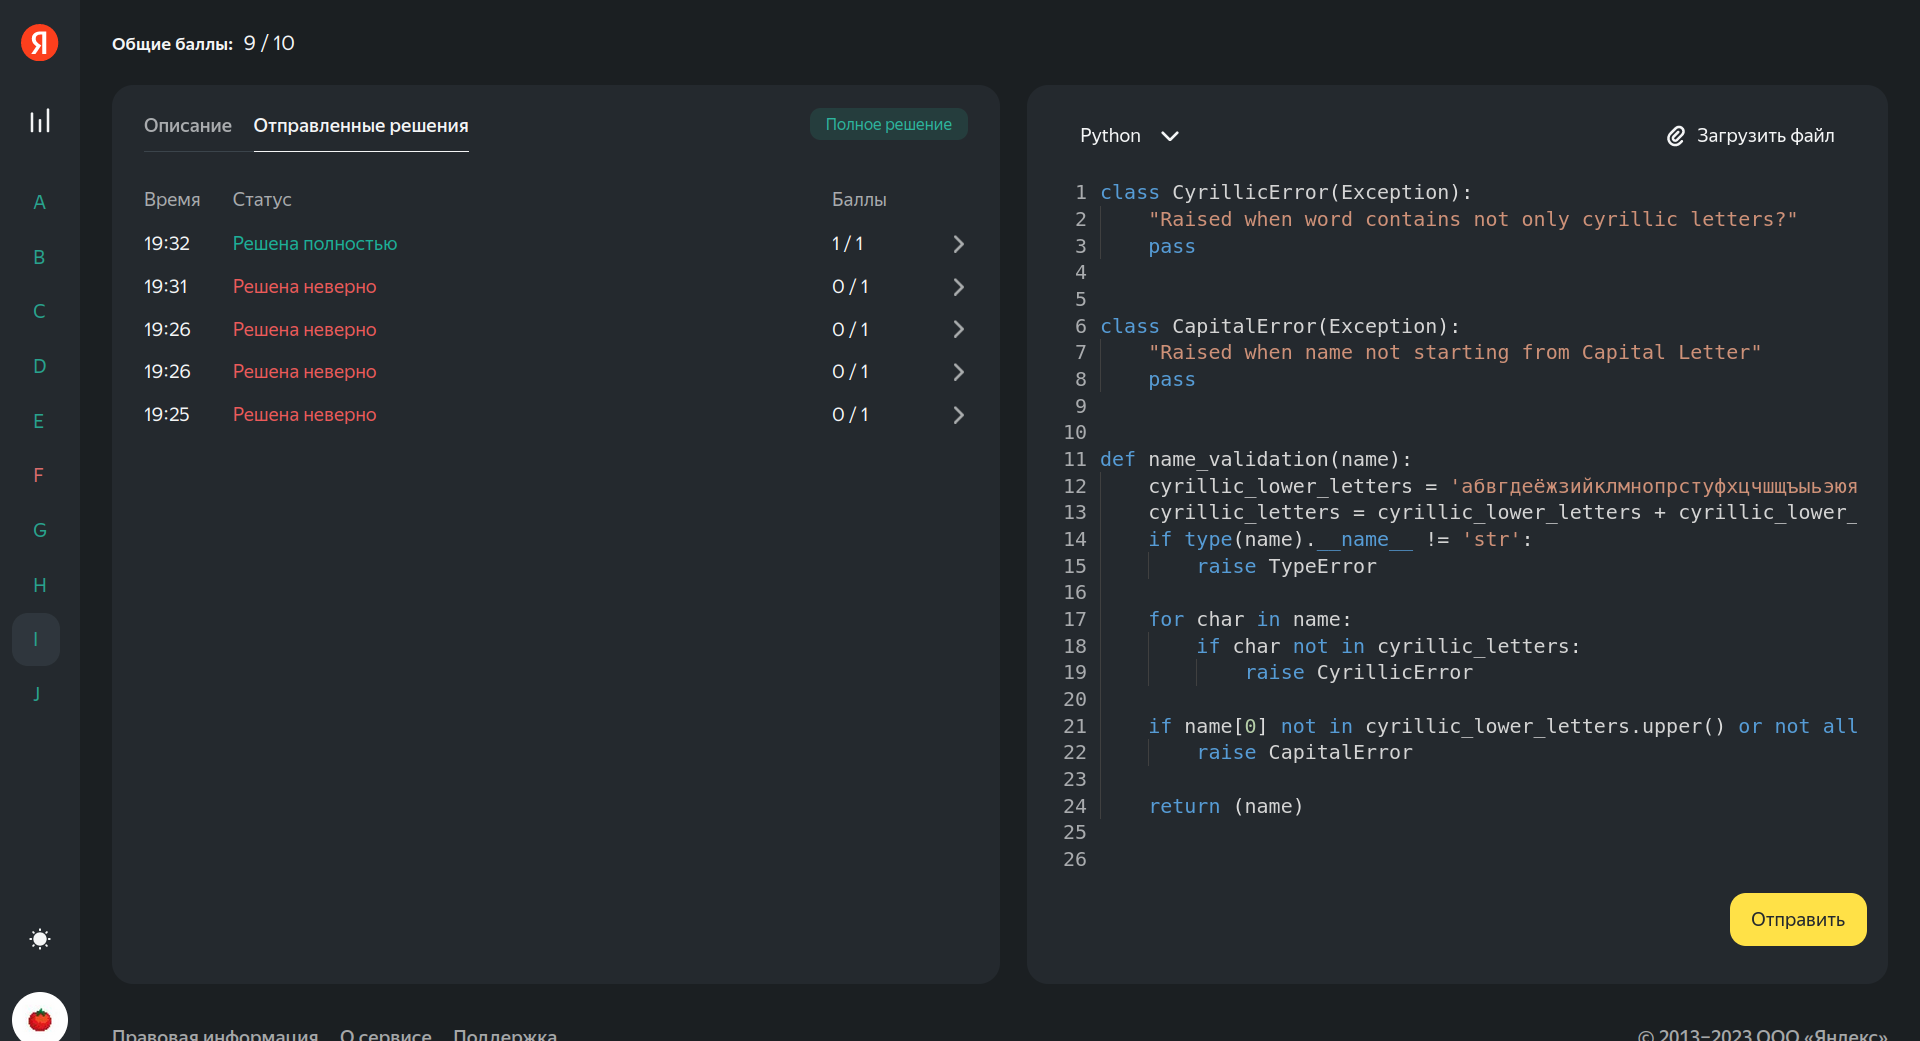 Я
Общие баллы: 9 / 10
A
B
C
D
E
F
G
H
I
J
Описание Отправленные решения Полное решение
Время Статус Баллы
19:32 Решена полностью 1 / 1
19:31 Решена неверно 0 / 1
19:26 Решена неверно 0 / 1
19:26 Решена неверно 0 / 1
19:25 Решена неверно 0 / 1
Python Загрузить файл
1 class CyrillicError(Exception):
2 "Raised when word contains not only cyrillic letters?"
3 pass
4
5
6 class CapitalError(Exception):
7 "Raised when name not starting from Capital Letter"
8 pass
9
10
11 def name_validation(name):
12 cyrillic_lower_letters = 'абвгдеёжзийклмнопрстуфхцчшщъыьэюя
13 cyrillic_letters = cyrillic_lower_letters + cyrillic_lower_
14 if type(name).__name__ != 'str':
15 raise TypeError
16
17 for char in name:
18 if char not in cyrillic_letters:
19 raise CyrillicError
20
21 if name[0] not in cyrillic_lower_letters.upper() or not all
22 raise CapitalError
23
24 return (name)
25
26
Отправить
Правовая информация О сервисе Поддержка
© 2013–2023 ООО «Яндекс»